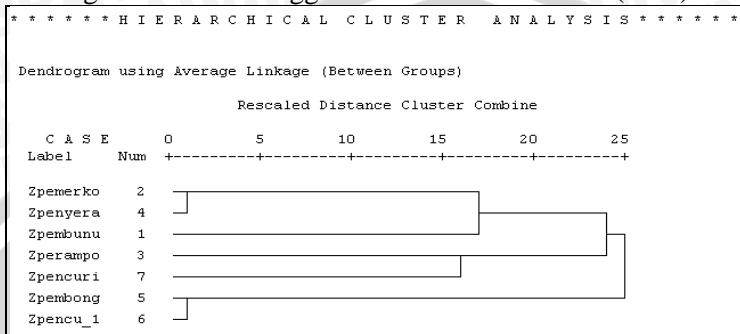 * * * * * * H I E R A R C H I C A L   C L U S T E R   A N A L Y S I S * * * * * *
Dendrogram using Average Linkage (Between Groups)
Rescaled Distance Cluster Combine
C A S E 0 5 10 15 20 25
Label Num +---------+---------+---------+---------+---------+
Zpemerko 2
Zpenyera 4
Zpembunu 1
Zperampo 3
Zpencuri 7
Zpembong 5
Zpencu_1 6